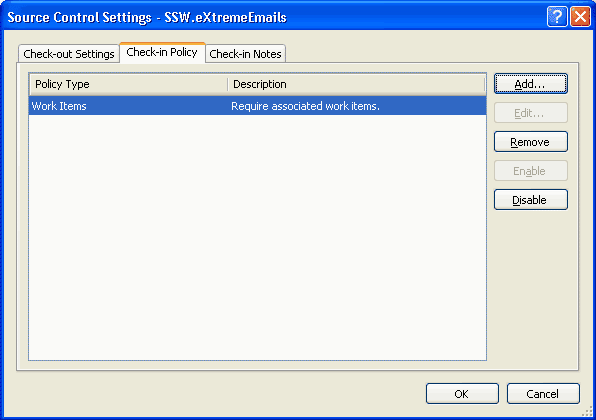 Source Control Settings - SSW.eXtremeEmails
Check-out Settings Check-in Policy Check-in Notes
Policy Type Description
Work Items Require associated work items.
Add...
Edit...
Remove
Enable
Disable
OK Cancel